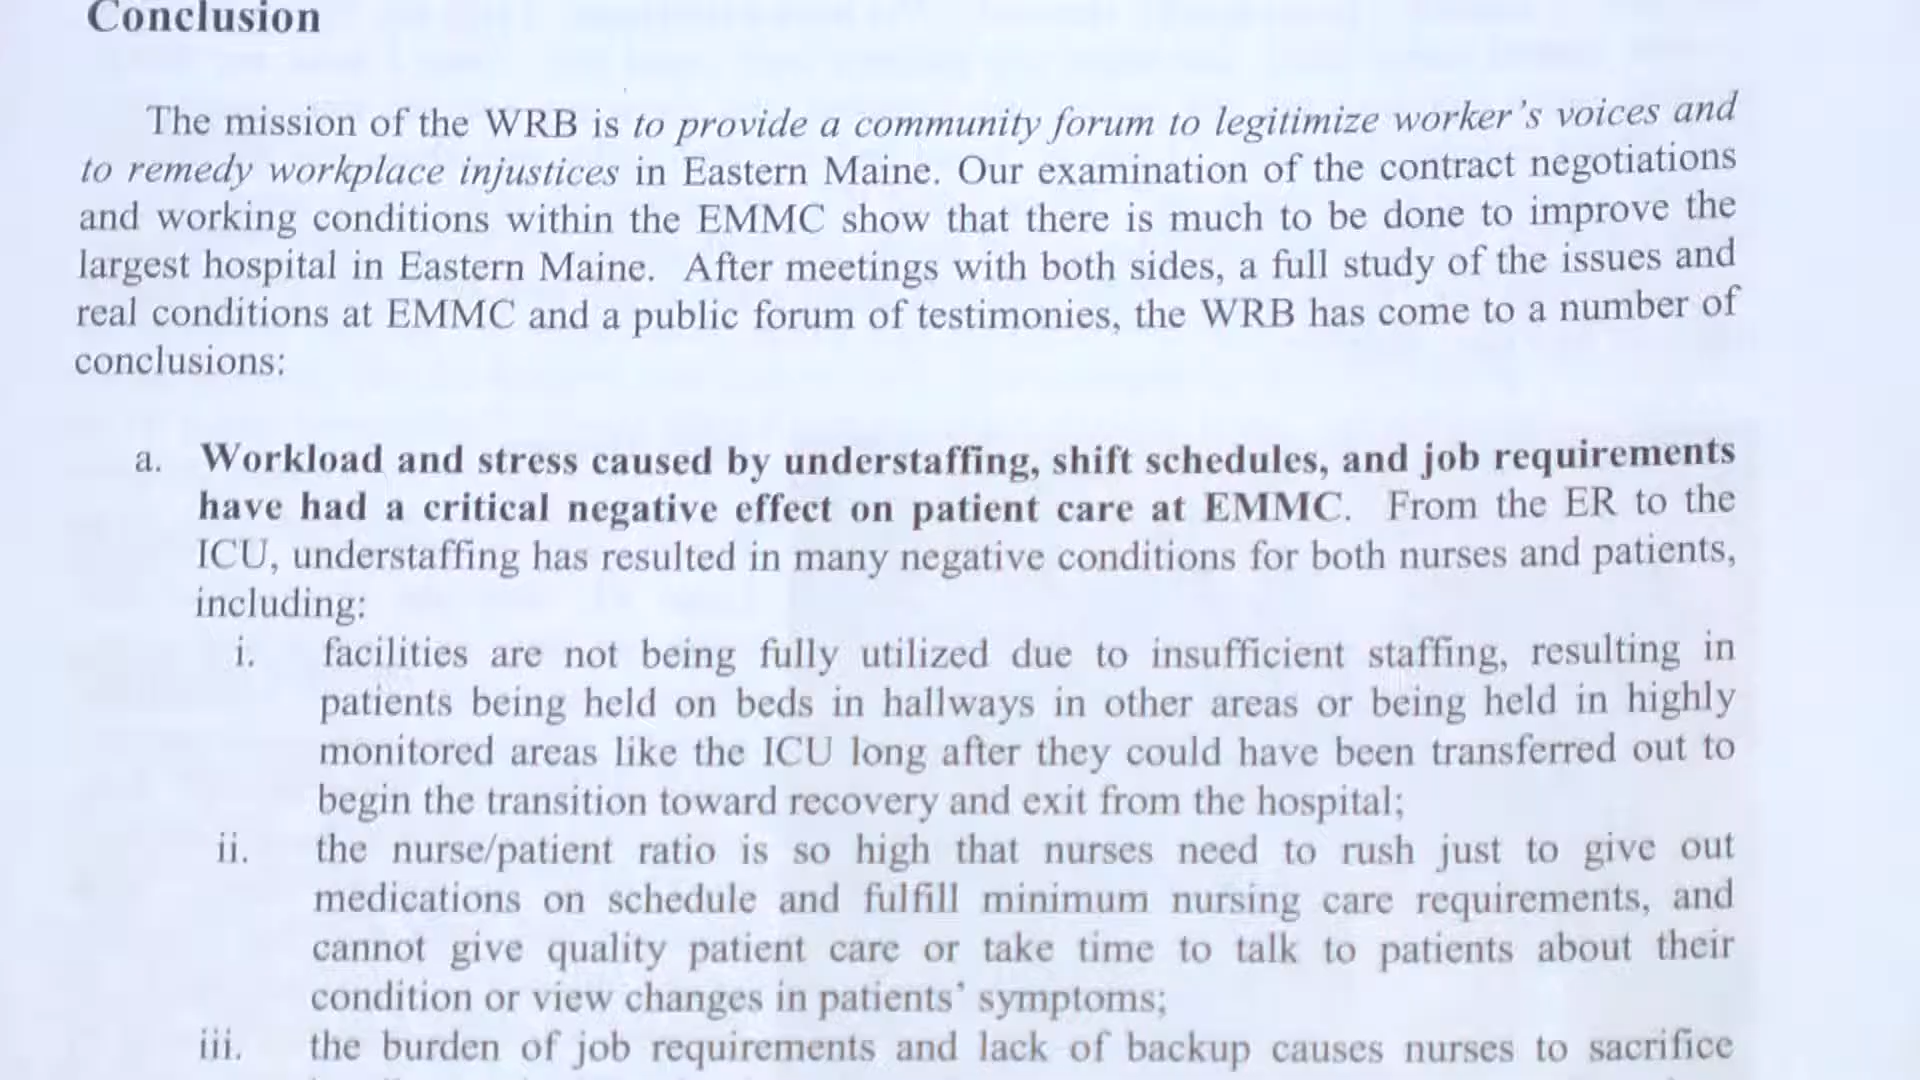 Conclusion
The mission of the WRB is to provide a community forum to legitimize worker's voices and
to remedy workplace injustices in Eastern Maine. Our examination of the contract negotiations
and working conditions within the EMMC show that there is much to be done to improve the
largest hospital in Eastern Maine. After meetings with both sides, a full study of the issues and
real conditions at EMMC and a public forum of testimonies, the WRB has come to a number of
conclusions:
a. Workload and stress caused by understaffing, shift schedules, and job requirements
have had a critical negative effect on patient care at EMMC. From the ER to the
ICU, understaffing has resulted in many negative conditions for both nurses and patients,
including:
i. facilities are not being fully utilized due to insufficient staffing, resulting in
patients being held on beds in hallways in other areas or being held in highly
monitored areas like the ICU long after they could have been transferred out to
begin the transition toward recovery and exit from the hospital;
ii. the nurse/patient ratio is so high that nurses need to rush just to give out
medications on schedule and fulfill minimum nursing care requirements, and
cannot give quality patient care or take time to talk to patients about their
condition or view changes in patients' symptoms;
iii. the burden of job requirements and lack of backup causes nurses to sacrifice